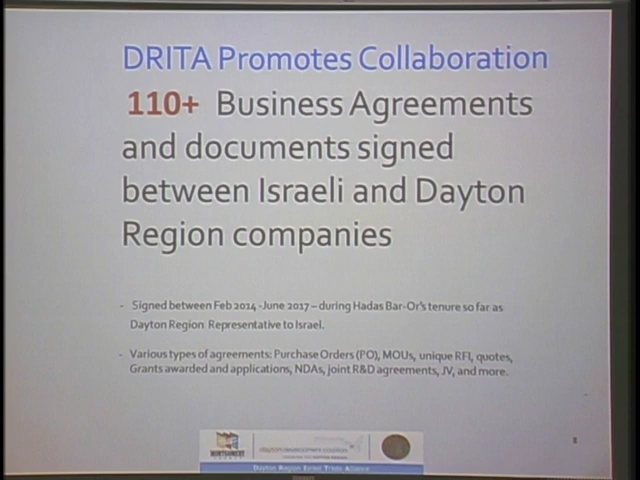 DRITA Promotes Collaboration
110+ Business Agreements
and documents signed
between Israeli and Dayton
Region companies
- Signed between Feb 2014 -June 2017 – during Hadas Bar-Or's tenure so far as
Dayton Region Representative to Israel.
- Various types of agreements: Purchase Orders (PO), MOUs, unique RFI, quotes,
Grants awarded and applications, NDAs, joint R&D agreements, JV, and more.
MONTGOMERY
8
Dayton Region Israel Trade Alliance